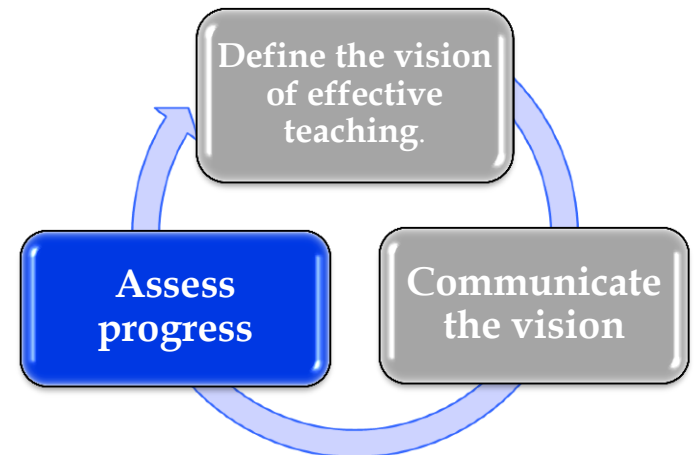 Define the vision
of effective
teaching.
Communicate
the vision
Assess
progress